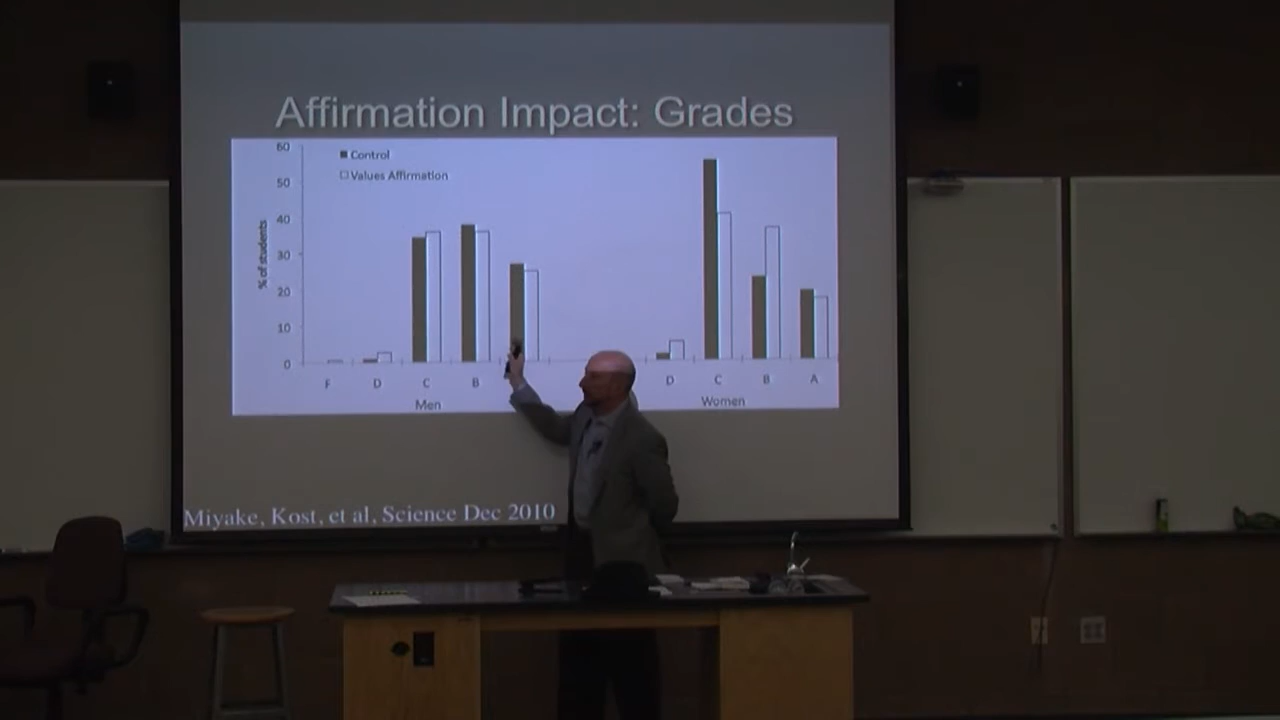 Affirmation Impact: Grades
60
Control
Values Affirmation
50
40
30
20
10
0
% of students
F D C B
D C B A
Men
Women
Miyake, Kost, et al, Science Dec 2010